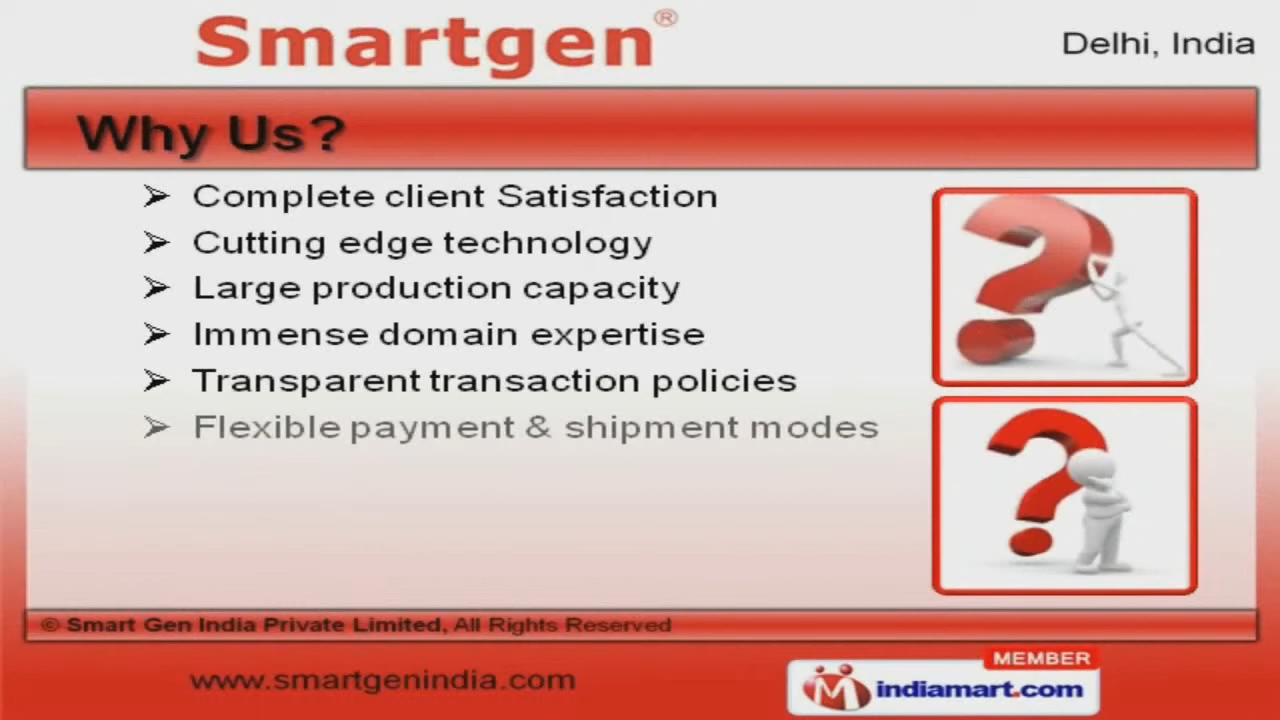 Smartgen®
Delhi, India
Why Us?
➢ Complete client Satisfaction
➢ Cutting edge technology
➢ Large production capacity
➢ Immense domain expertise
➢ Transparent transaction policies
➢ Flexible payment & shipment modes
© Smart Gen India Private Limited, All Rights Reserved
www.smartgenindia.com
MEMBER
indiamart.com